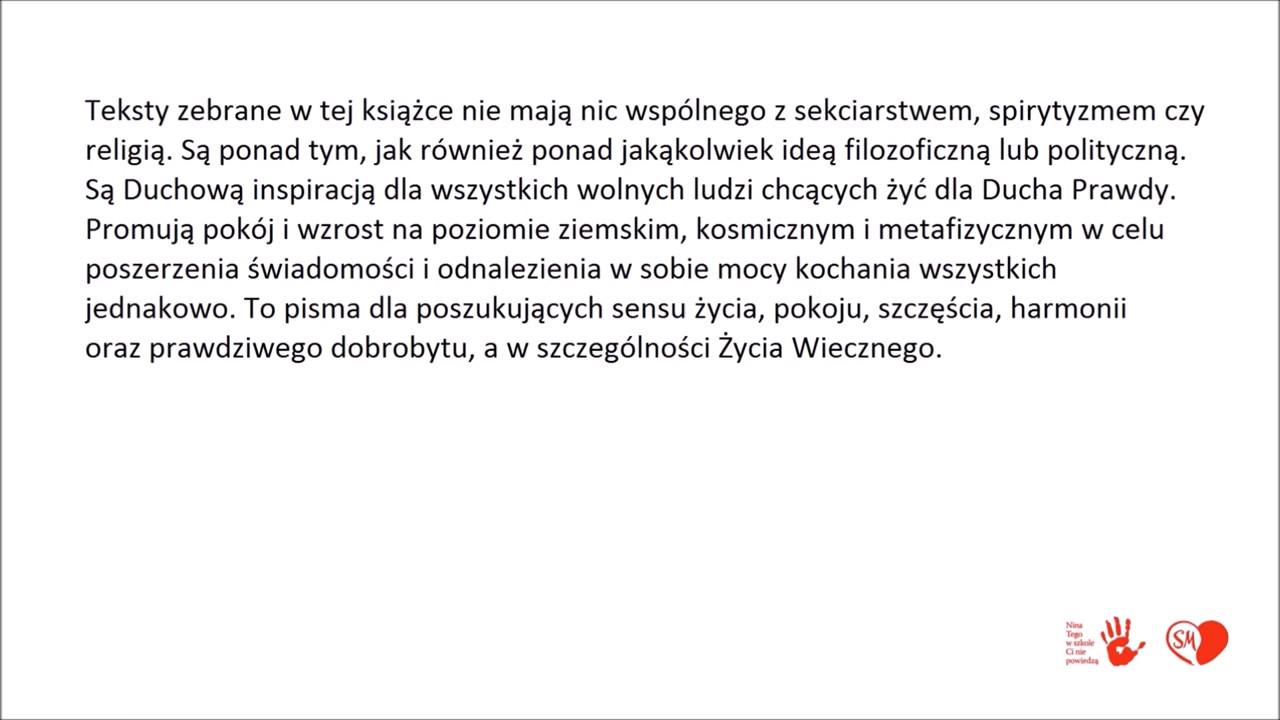 Teksty zebrane w tej książce nie mają nic wspólnego z sekciarstwem, spirytyzmem czy
religią. Są ponad tym, jak również ponad jakąkolwiek ideą filozoficzną lub polityczną.
Są Duchową inspiracją dla wszystkich wolnych ludzi chcących żyć dla Ducha Prawdy.
Promują pokój i wzrost na poziomie ziemskim, kosmicznym i metafizycznym w celu
poszerzenia świadomości i odnalezienia w sobie mocy kochania wszystkich
jednakowo. To pisma dla poszukujących sensu życia, pokoju, szczęścia, harmonii
oraz prawdziwego dobrobytu, a w szczególności Życia Wiecznego.
Nina
Tego
w szkole
Ci nie
powiedzą
SM